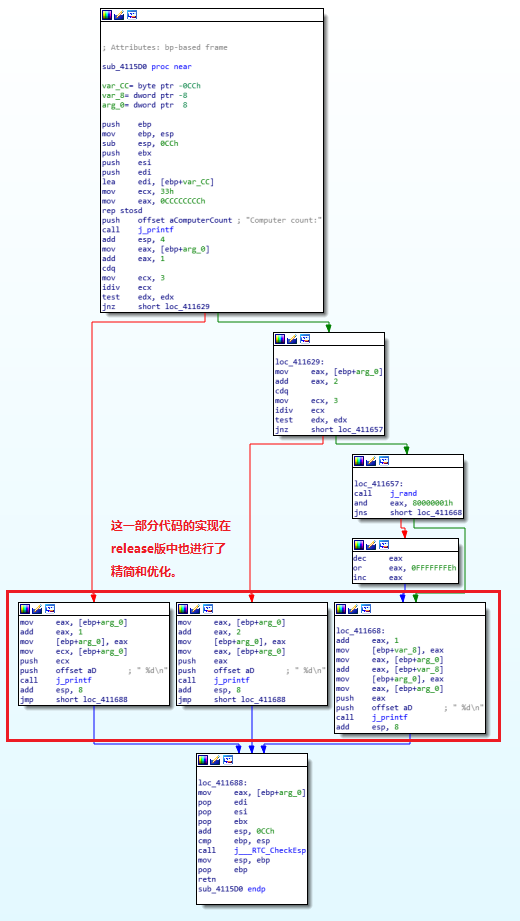 ; Attributes: bp-based frame
sub_4115D0 proc near
var_CC= byte ptr -0CCh
var_8= dword ptr -8
arg_0= dword ptr  8
push    ebp
mov     ebp, esp
sub     esp, 0CCh
push    ebx
push    esi
push    edi
lea     edi, [ebp+var_CC]
mov     ecx, 33h
mov     eax, 0CCCCCCCCh
rep stosd
push    offset aComputerCount ; "Computer count:"
call    j_printf
add     esp, 4
mov     eax, [ebp+arg_0]
add     eax, 1
cdq
mov     ecx, 3
idiv    ecx
test    edx, edx
jnz     short loc_411629
loc_411629:
mov     eax, [ebp+arg_0]
add     eax, 2
cdq
mov     ecx, 3
idiv    ecx
test    edx, edx
jnz     short loc_411657
loc_411657:
call    j_rand
and     eax, 80000001h
jns     short loc_411668
这一部分代码的实现在
release版中也进行了
精简和优化。
dec     eax
or      eax, 0FFFFFFFEh
inc     eax
mov     eax, [ebp+arg_0]
add     eax, 1
mov     [ebp+arg_0], eax
mov     ecx, [ebp+arg_0]
push    ecx
push    offset aD       ; " %d\n"
call    j_printf
add     esp, 8
jmp     short loc_411688
mov     eax, [ebp+arg_0]
add     eax, 2
mov     [ebp+arg_0], eax
mov     eax, [ebp+arg_0]
push    eax
push    offset aD       ; " %d\n"
call    j_printf
add     esp, 8
jmp     short loc_411688
loc_411668:
add     eax, 1
mov     [ebp+var_8], eax
mov     eax, [ebp+arg_0]
add     eax, [ebp+var_8]
mov     [ebp+arg_0], eax
mov     eax, [ebp+arg_0]
push    eax
push    offset aD       ; " %d\n"
call    j_printf
add     esp, 8
loc_411688:
mov     eax, [ebp+arg_0]
pop     edi
pop     esi
pop     ebx
add     esp, 0CCh
cmp     ebp, esp
call    j___RTC_CheckEsp
mov     esp, ebp
pop     ebp
retn
sub_4115D0 endp